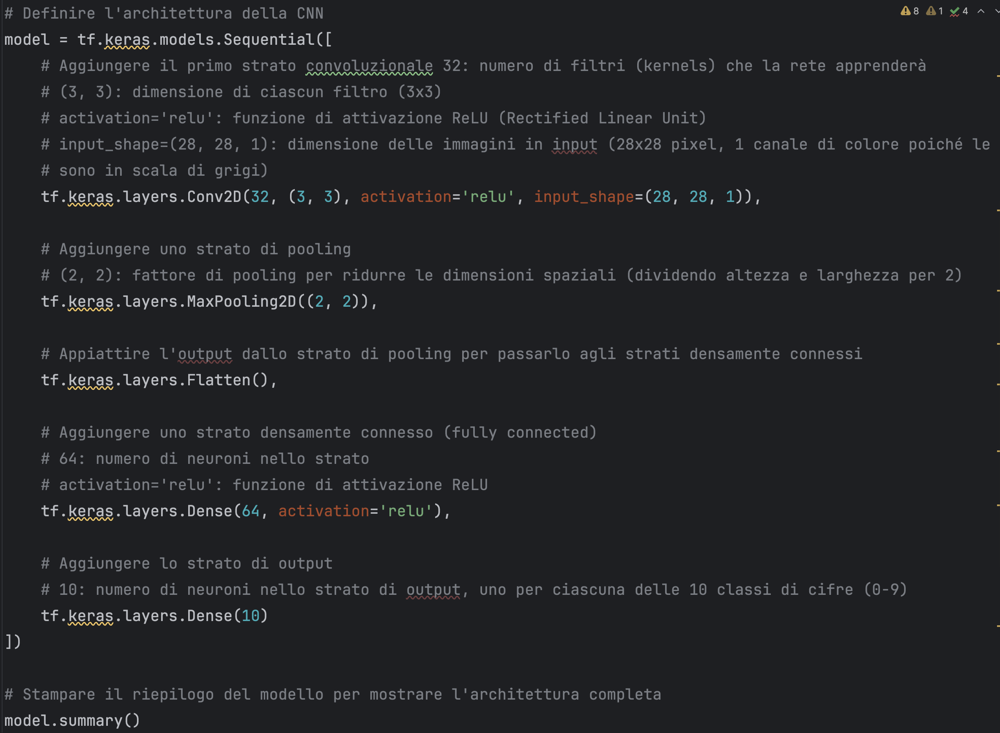 # Definire l'architettura della CNN
8 1 4
model = tf.keras.models.Sequential([
# Aggiungere il primo strato convoluzionale 32: numero di filtri (kernels) che la rete apprenderà
# (3, 3): dimensione di ciascun filtro (3x3)
# activation='relu': funzione di attivazione ReLU (Rectified Linear Unit)
# input_shape=(28, 28, 1): dimensione delle immagini in input (28x28 pixel, 1 canale di colore poiché le
# sono in scala di grigi)
tf.keras.layers.Conv2D(32, (3, 3), activation='relu', input_shape=(28, 28, 1)),
# Aggiungere uno strato di pooling
# (2, 2): fattore di pooling per ridurre le dimensioni spaziali (dividendo altezza e larghezza per 2)
tf.keras.layers.MaxPooling2D((2, 2)),
# Appiattire l'output dallo strato di pooling per passarlo agli strati densamente connessi
tf.keras.layers.Flatten(),
# Aggiungere uno strato densamente connesso (fully connected)
# 64: numero di neuroni nello strato
# activation='relu': funzione di attivazione ReLU
tf.keras.layers.Dense(64, activation='relu'),
# Aggiungere lo strato di output
# 10: numero di neuroni nello strato di output, uno per ciascuna delle 10 classi di cifre (0-9)
tf.keras.layers.Dense(10)
])
# Stampare il riepilogo del modello per mostrare l'architettura completa
model.summary()